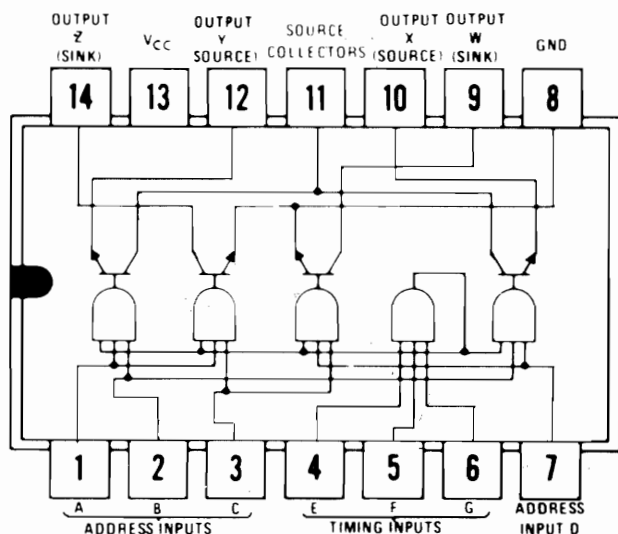 OUTPUT Z (SINK)
VCC
OUTPUT Y SOURCE)
SOURCE COLLECTORS
OUTPUT X (SOURCE)
OUTPUT W (SINK)
GND
14 13 12 11 10 9 8
1 2 3 4 5 6 7
A B C E F G
ADDRESS INPUTS
TIMING INPUTS
ADDRESS INPUT D